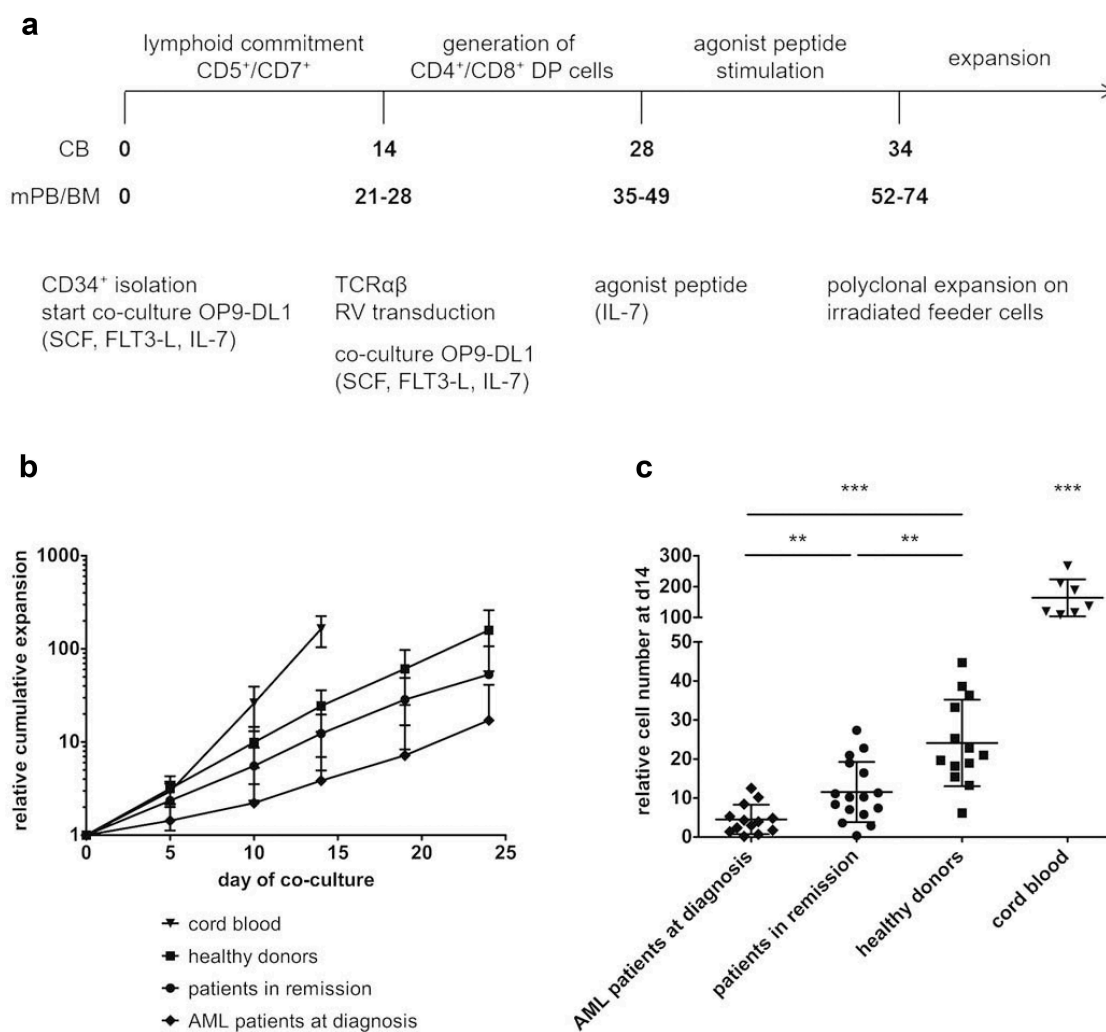 a
lymphoid commitment
CD5⁺/CD7⁺
generation of
CD4⁺/CD8⁺ DP cells
agonist peptide
stimulation
expansion
CB 0 14 28 34
mPB/BM 0 21-28 35-49 52-74
CD34⁺ isolation
start co-culture OP9-DL1
(SCF, FLT3-L, IL-7)
TCRαβ
RV transduction
co-culture OP9-DL1
(SCF, FLT3-L, IL-7)
agonist peptide
(IL-7)
polyclonal expansion on
irradiated feeder cells
b
relative cumulative expansion
1000
100
10
1
0 5 10 15 20 25
day of co-culture
cord blood
healthy donors
patients in remission
AML patients at diagnosis
c
*** ***
** **
relative cell number at d14
300
200
100
50
40
30
20
10
0
AML patients at diagnosis
patients in remission
healthy donors
cord blood